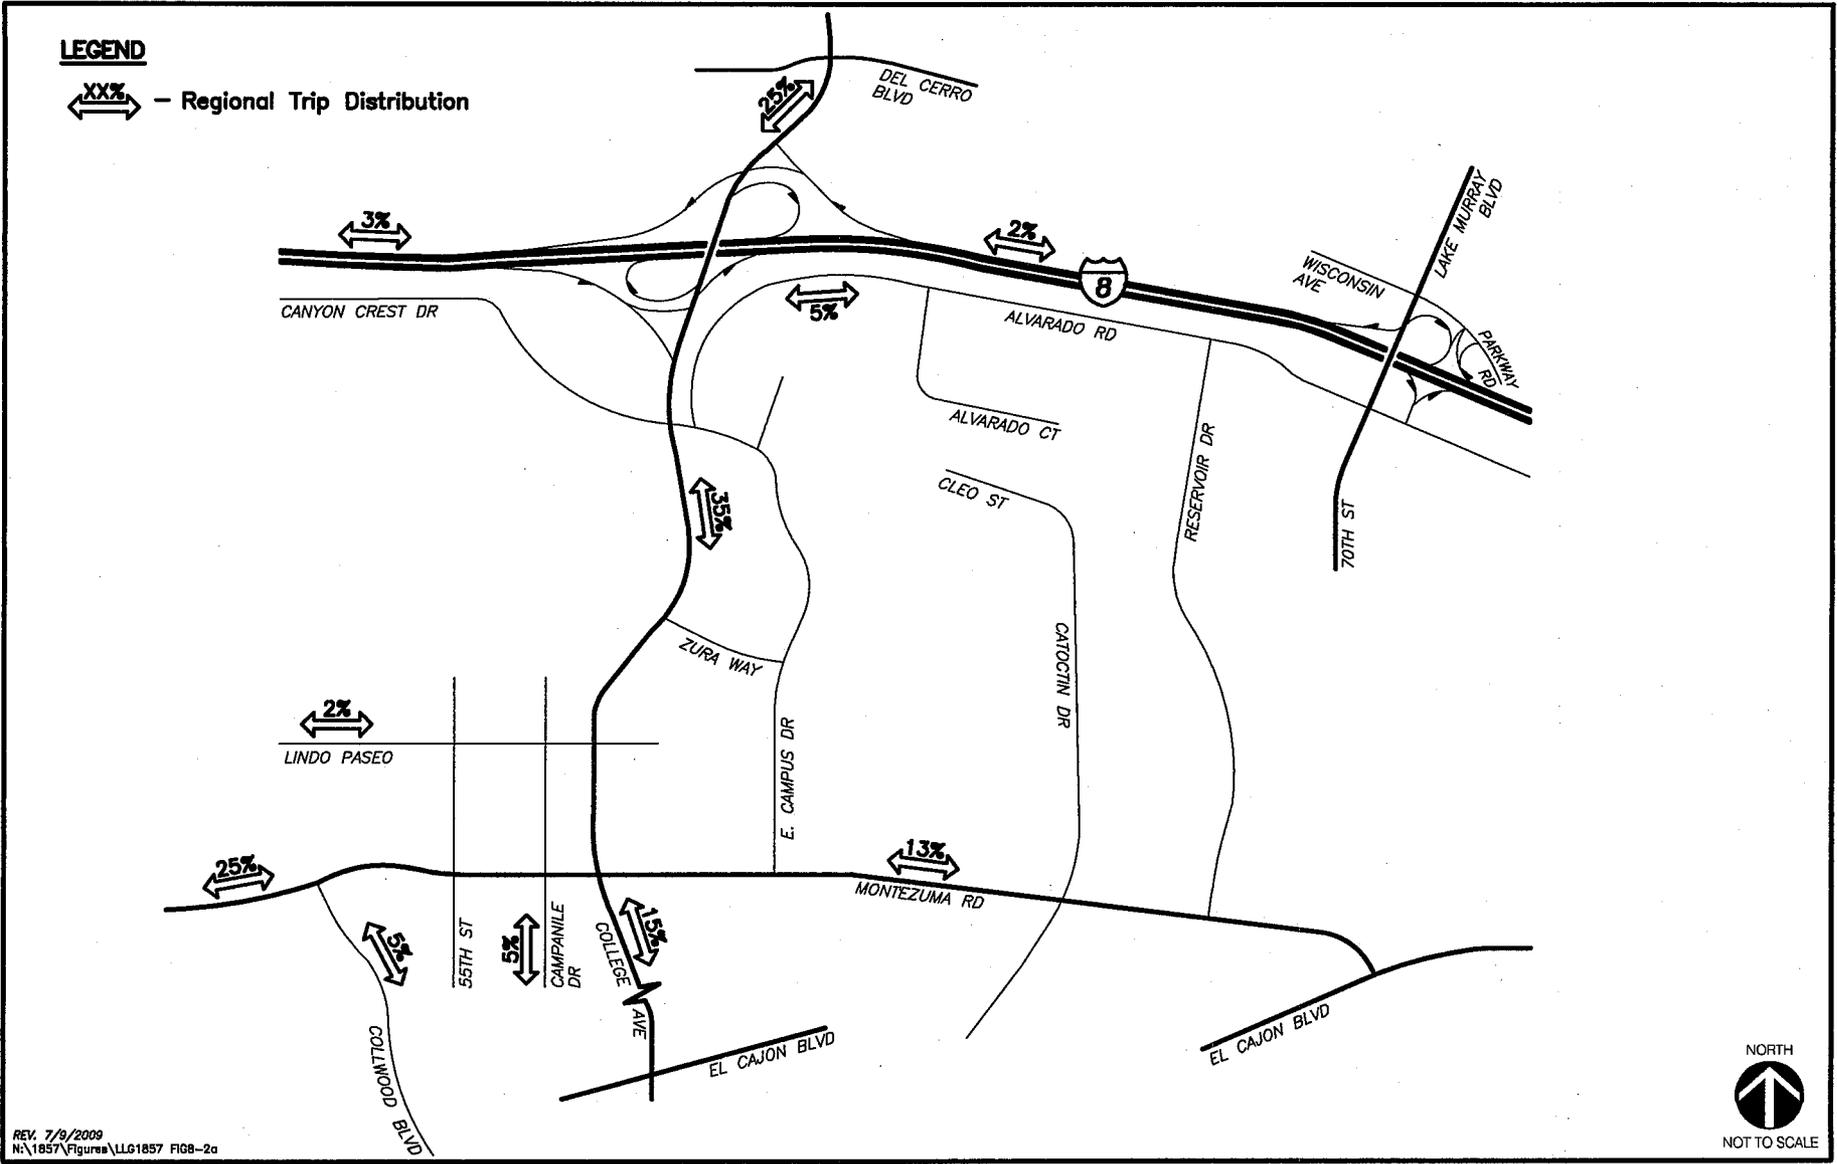 LEGEND
XX%
– Regional Trip Distribution
DEL CERRO
BLVD
25%
3%
2%
8
5%
CANYON CREST DR
ALVARADO RD
WISCONSIN
AVE
LAKE MURRAY
BLVD
PARKWAY
RD
ALVARADO CT
CLEO ST
RESERVOIR DR
70TH ST
35%
ZURA WAY
CATOCTIN DR
2%
LINDO PASEO
E. CAMPUS DR
25%
13%
MONTEZUMA RD
5%
55TH ST
5%
CAMPANILE
DR
15%
COLLEGE
AVE
EL CAJON BLVD
EL CAJON BLVD
COLLWOOD BLVD
NORTH
NOT TO SCALE
REV. 7/9/2009
N:\1857\Figures\LLG1857 FIG8-2a